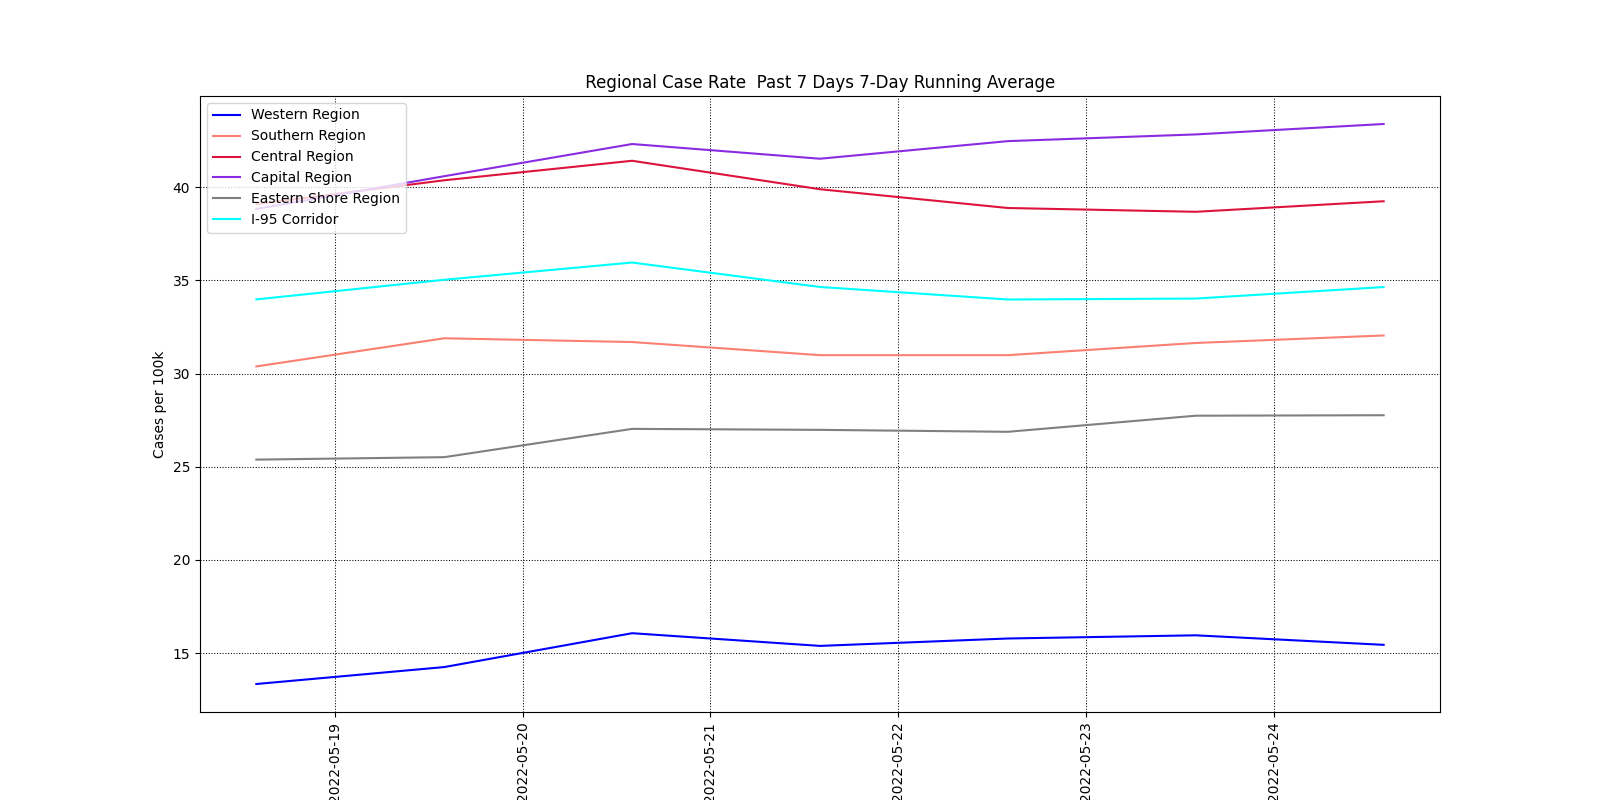 Regional Case Rate  Past 7 Days 7-Day Running Average
Western Region
Southern Region
Central Region
Capital Region
Eastern Shore Region
I-95 Corridor
Cases per 100k
40
35
30
25
20
15
2022-05-19
2022-05-20
2022-05-21
2022-05-22
2022-05-23
2022-05-24